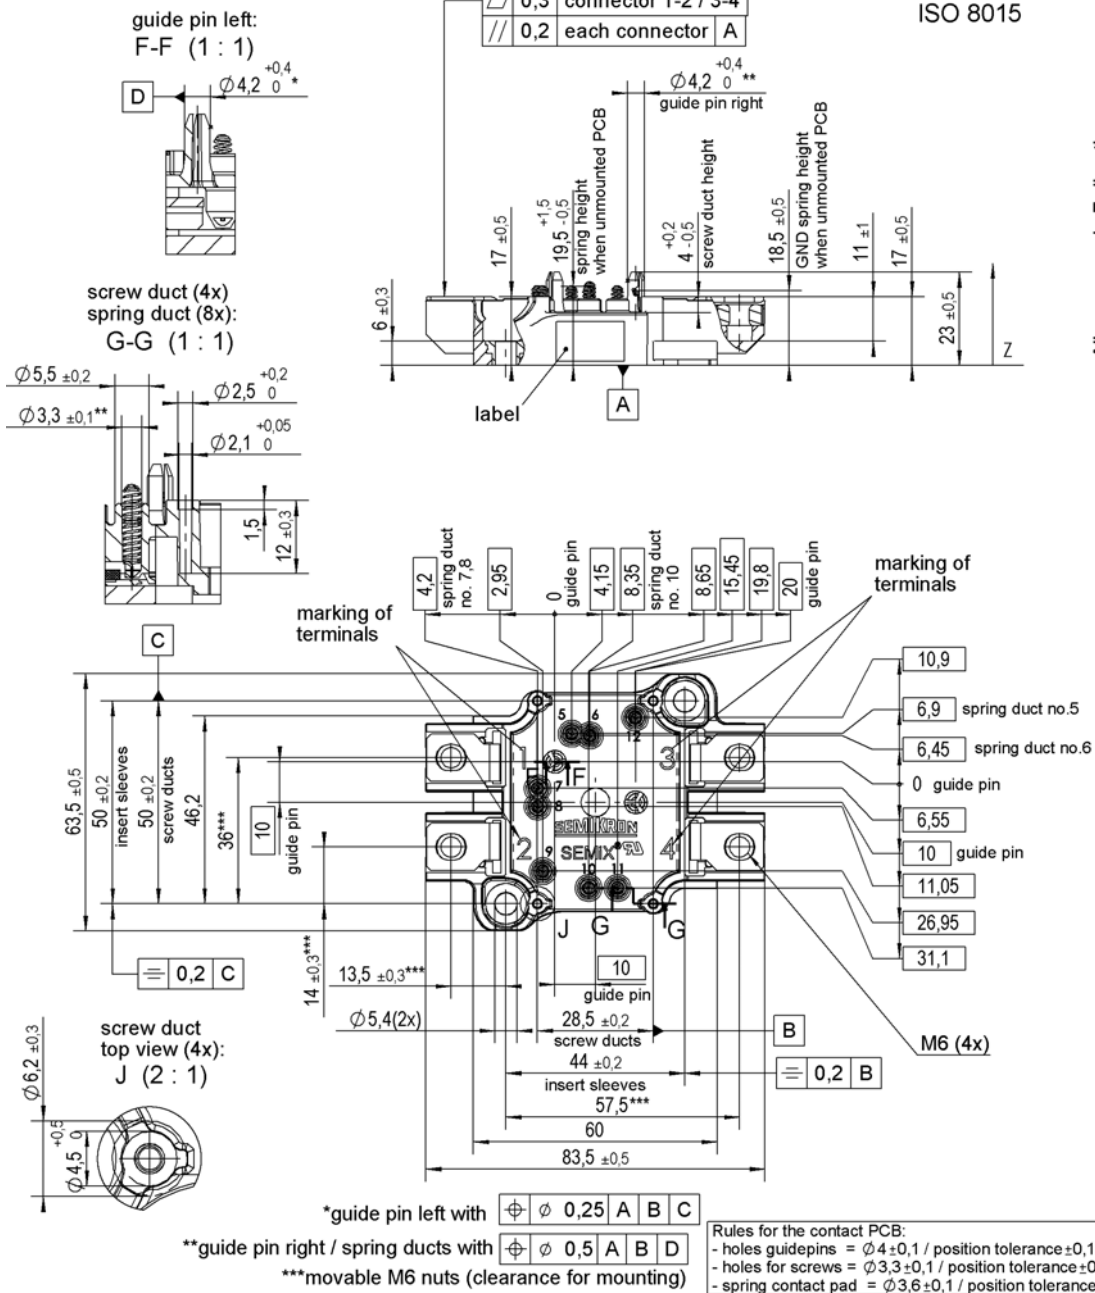 guide pin left:
F-F (1 : 1)
D
Ø4,2 +0,4 0 *
0,3 connector 1-2 / 3-4
// 0,2 each connector A
ISO 8015
Ø4,2 +0,4 0 **
guide pin right
6 ±0,3
17 ±0,5
19,5 +1,5 -0,5
spring height
when unmounted PCB
4 +0,2 -0,5
screw duct height
18,5 ±0,5
GND spring height
when unmounted PCB
11 ±1
17 ±0,5
23 ±0,5
Z
label
A
screw duct (4x)
spring duct (8x):
G-G (1 : 1)
Ø5,5 ±0,2
Ø2,5 +0,2 0
Ø3,3 ±0,1**
Ø2,1 +0,05 0
1,5
12 ±0,3
marking of
terminals
4,2
spring duct
no. 7,8
2,95
0
guide pin
4,15
8,35
spring duct
no. 10
8,65
15,45
19,8
20
guide pin
marking of
terminals
C
63,5 ±0,5
50 ±0,2
insert sleeves
50 ±0,2
screw ducts
46,2
36***
10
guide pin
14 ±0,3***
1
2
3
4
5
6
7
8
9
10
11
12
F
F
SEMIKRON
SEMIX
J
G
G
10,9
6,9 spring duct no.5
6,45 spring duct no.6
0 guide pin
6,55
10 guide pin
11,05
26,95
31,1
0,2 C
13,5 ±0,3***
10
guide pin
Ø5,4(2x)
28,5 ±0,2
screw ducts
B
44 ±0,2
insert sleeves
0,2 B
57,5***
60
83,5 ±0,5
M6 (4x)
screw duct
top view (4x):
J (2 : 1)
Ø6,2 ±0,3
Ø4,5 +0,5 0
*guide pin left with ⌖ Ø 0,25 A B C
**guide pin right / spring ducts with ⌖ Ø 0,5 A B D
***movable M6 nuts (clearance for mounting)
Rules for the contact PCB:
- holes guidepins = Ø4±0,1 / position tolerance±0,1
- holes for screws = Ø3,3±0,1 / position tolerance±0
- spring contact pad = Ø3,6±0,1 / position tolerance